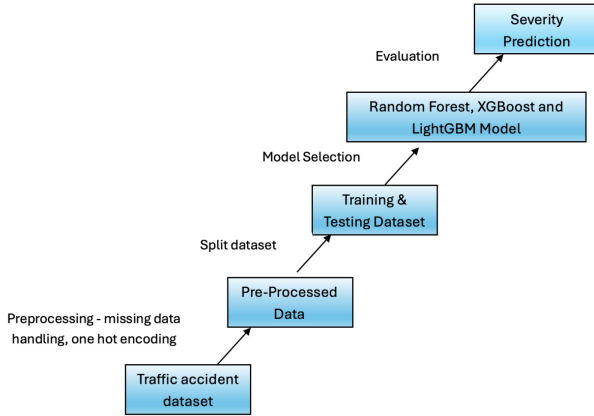 Severity
Prediction
Evaluation
Random Forest, XGBoost and
LightGBM Model
Model Selection
Training &
Testing Dataset
Split dataset
Pre-Processed
Data
Preprocessing - missing data
handling, one hot encoding
Traffic accident
dataset